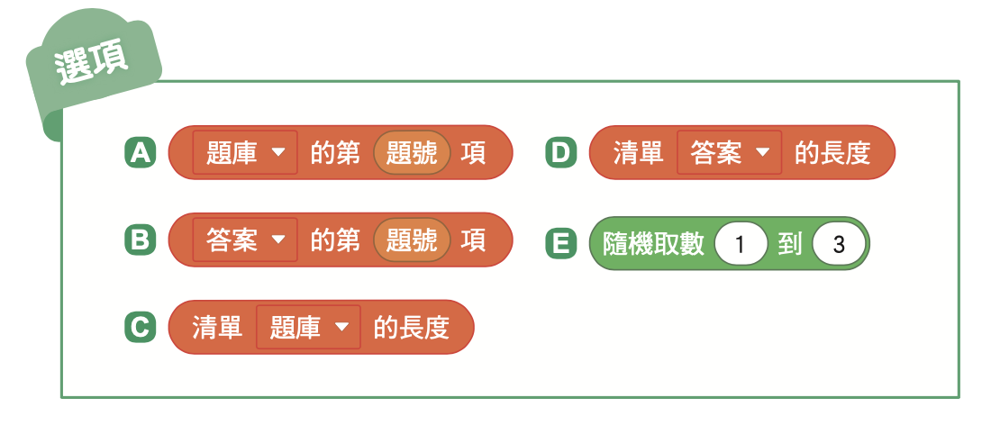 選項
A 題庫 的第 題號 項
B 答案 的第 題號 項
C 清單 題庫 的長度
D 清單 答案 的長度
E 隨機取數 1 到 3